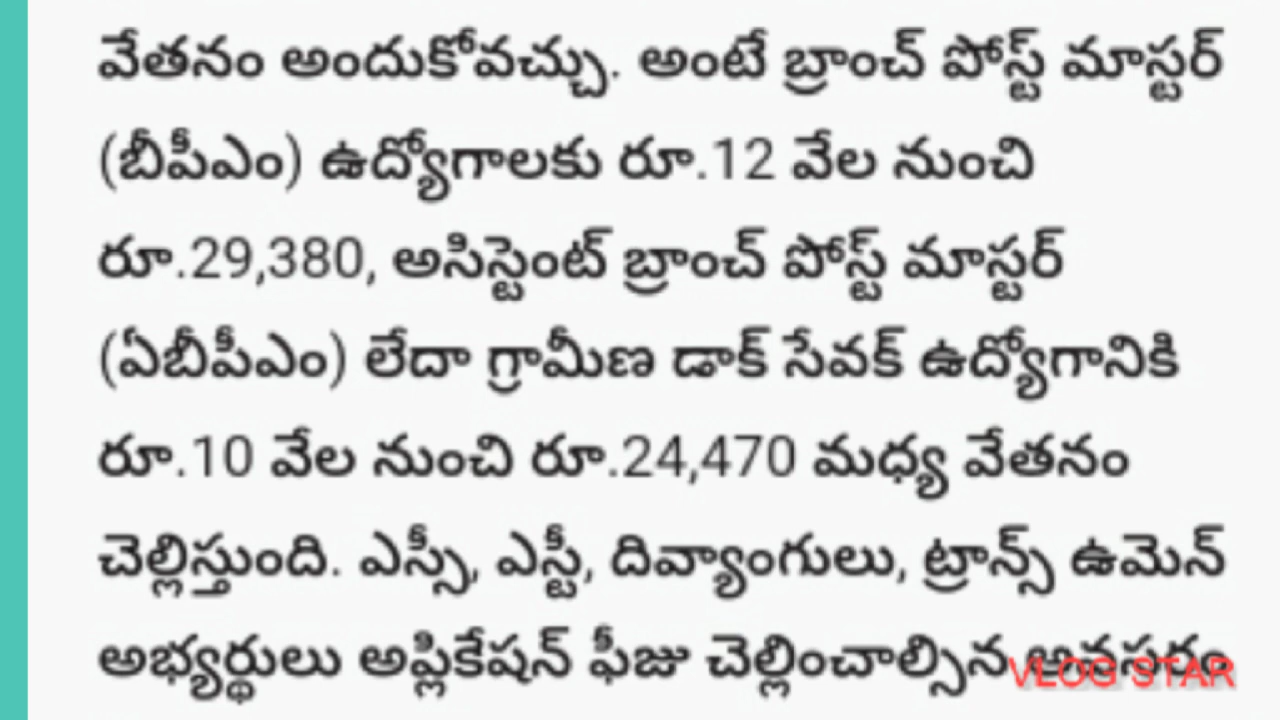 వేతనం అందుకోవచ్చు. అంటే బ్రాంచ్ పోస్ట్ మాస్టర్
(బీపీఎం) ఉద్యోగాలకు రూ.12 వేల నుంచి
రూ.29,380, అసిస్టెంట్ బ్రాంచ్ పోస్ట్ మాస్టర్
(ఏబీపీఎం) లేదా గ్రామీణ డాక్ సేవక్ ఉద్యోగానికి
రూ.10 వేల నుంచి రూ.24,470 మధ్య వేతనం
చెల్లిస్తుంది. ఎస్సీ, ఎస్టీ, దివ్యాంగులు, ట్రాన్స్ ఉమెన్
అభ్యర్థులు అప్లికేషన్ ఫీజు చెల్లించాల్సిన అవసరం
VLOG STAR